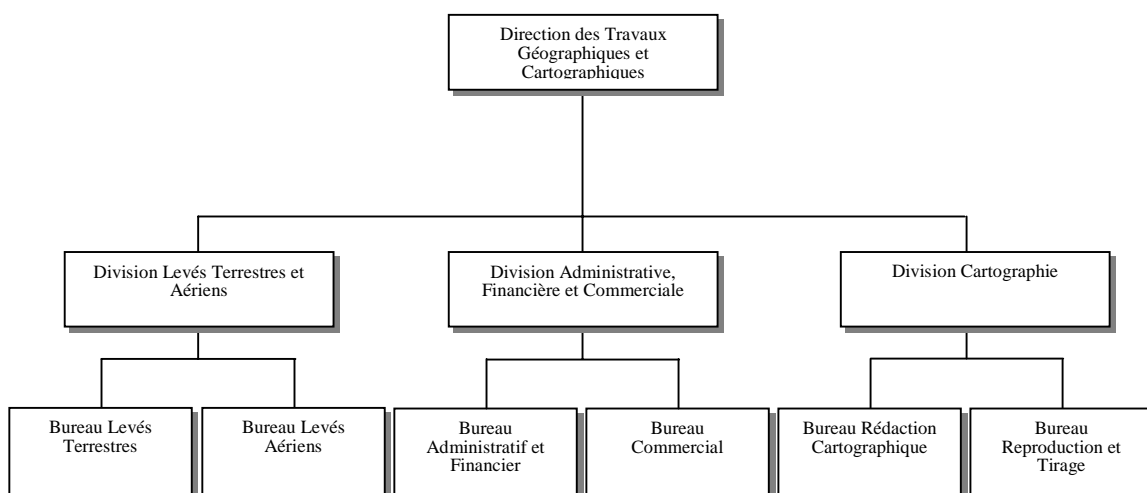 Direction des Travaux
Géographiques et
Cartographiques
Division Levés Terrestres et
Aériens
Division Administrative,
Financière et Commerciale
Division Cartographie
Bureau Levés
Terrestres
Bureau Levés
Aériens
Bureau
Administratif et
Financier
Bureau
Commercial
Bureau Rédaction
Cartographique
Bureau
Reproduction et
Tirage